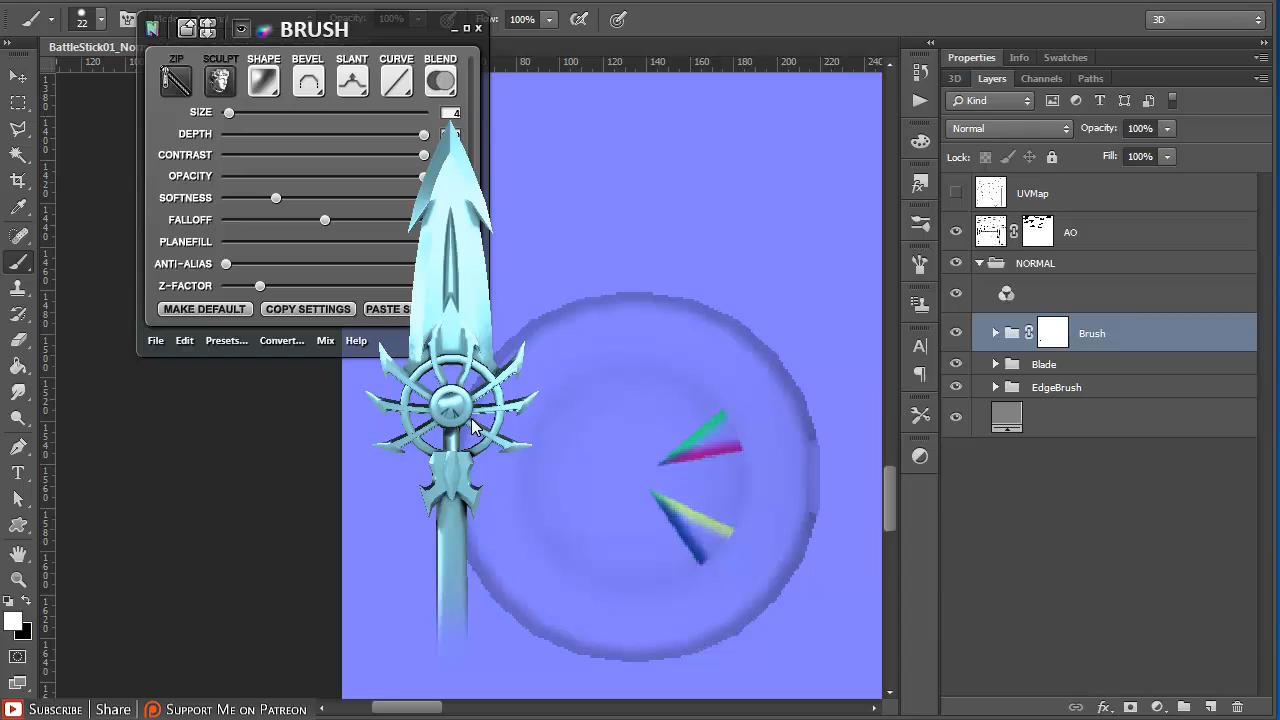 22
Flow: 100%
3D
N BRUSH
BattleStick01_No
ZIP SCULPT SHAPE BEVEL SLANT CURVE BLEND
SIZE 4
DEPTH
CONTRAST
OPACITY
SOFTNESS
FALLOFF
PLANEFILL
ANTI-ALIAS
Z-FACTOR
MAKE DEFAULT COPY SETTINGS PASTE S
File Edit Presets... Convert... Mix Help
120 80 100 120 140 160 180 200 220 240
Properties Info Swatches
3D Layers Channels Paths
Kind
Normal Opacity: 100%
Lock: Fill: 100%
UVMap
AO
NORMAL
Brush
Blade
EdgeBrush
Subscribe Share Support Me on Patreon